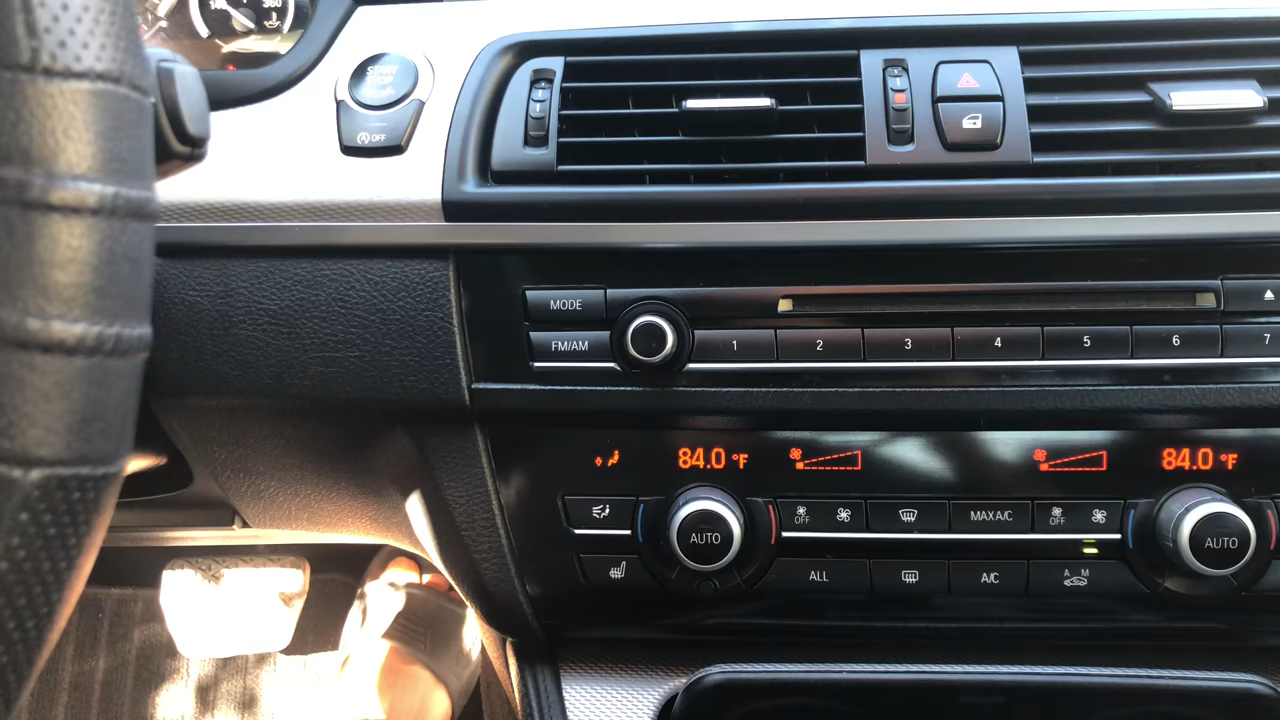 360
START
STOP
OFF
MODE
FM/AM
1 2 3 4 5 6 7
84.0 °F 84.0 °F
OFF MAX A/C OFF
AUTO AUTO
ALL A/C A M